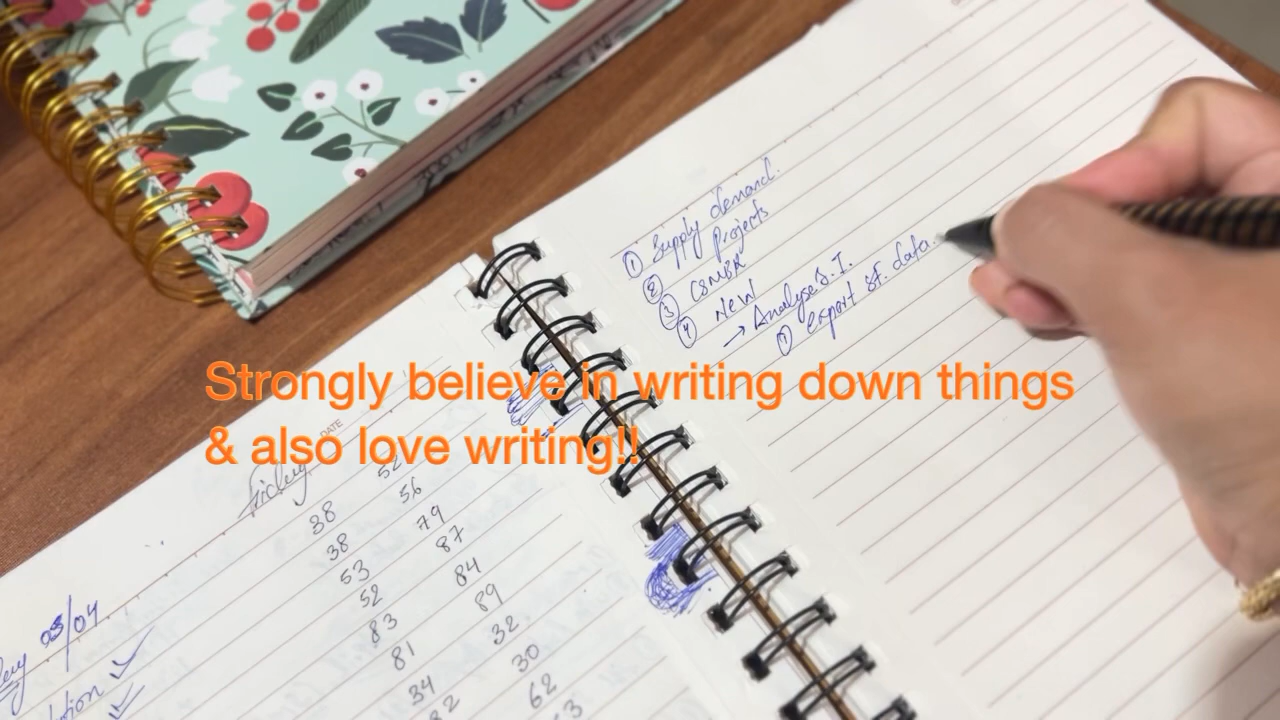 ① Supply demand.
② Projects
③ CSMBR
④ New
→ Analyse S.I.
① export sf. data.
Strongly believe in writing down things
& also love writing!!
DATE
38 52
38 56
53 79
52 87
83 84
81 89
34 32
30
62
03/04